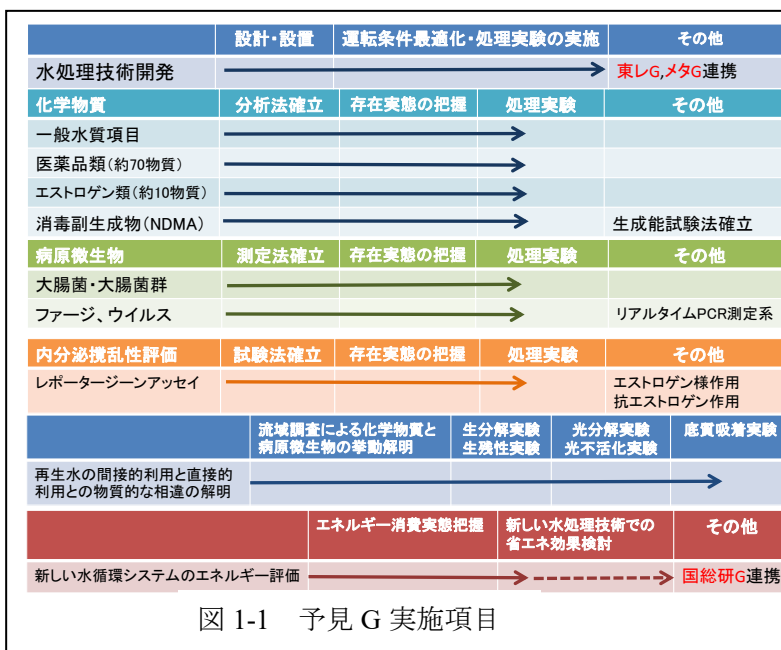 設計・設置 運転条件最適化・処理実験の実施 その他
水処理技術開発 東レG,メタG連携
化学物質 分析法確立 存在実態の把握 処理実験 その他
一般水質項目
医薬品類(約70物質)
エストロゲン類(約10物質)
消毒副生成物(NDMA) 生成能試験法確立
病原微生物 測定法確立 存在実態の把握 処理実験 その他
大腸菌・大腸菌群
ファージ、ウイルス リアルタイムPCR測定系
内分泌攪乱性評価 試験法確立 存在実態の把握 処理実験 その他
レポータージーンアッセイ エストロゲン様作用
抗エストロゲン作用
流域調査による化学物質と 生分解実験 光分解実験 底質吸着実験
病原微生物の挙動解明 生残性実験 光不活化実験
再生水の間接的利用と直接的
利用との物質的な相違の解明
エネルギー消費実態把握 新しい水処理技術での その他
省エネ効果検討
新しい水循環システムのエネルギー評価 国総研G連携
図 1-1 予見 G 実施項目